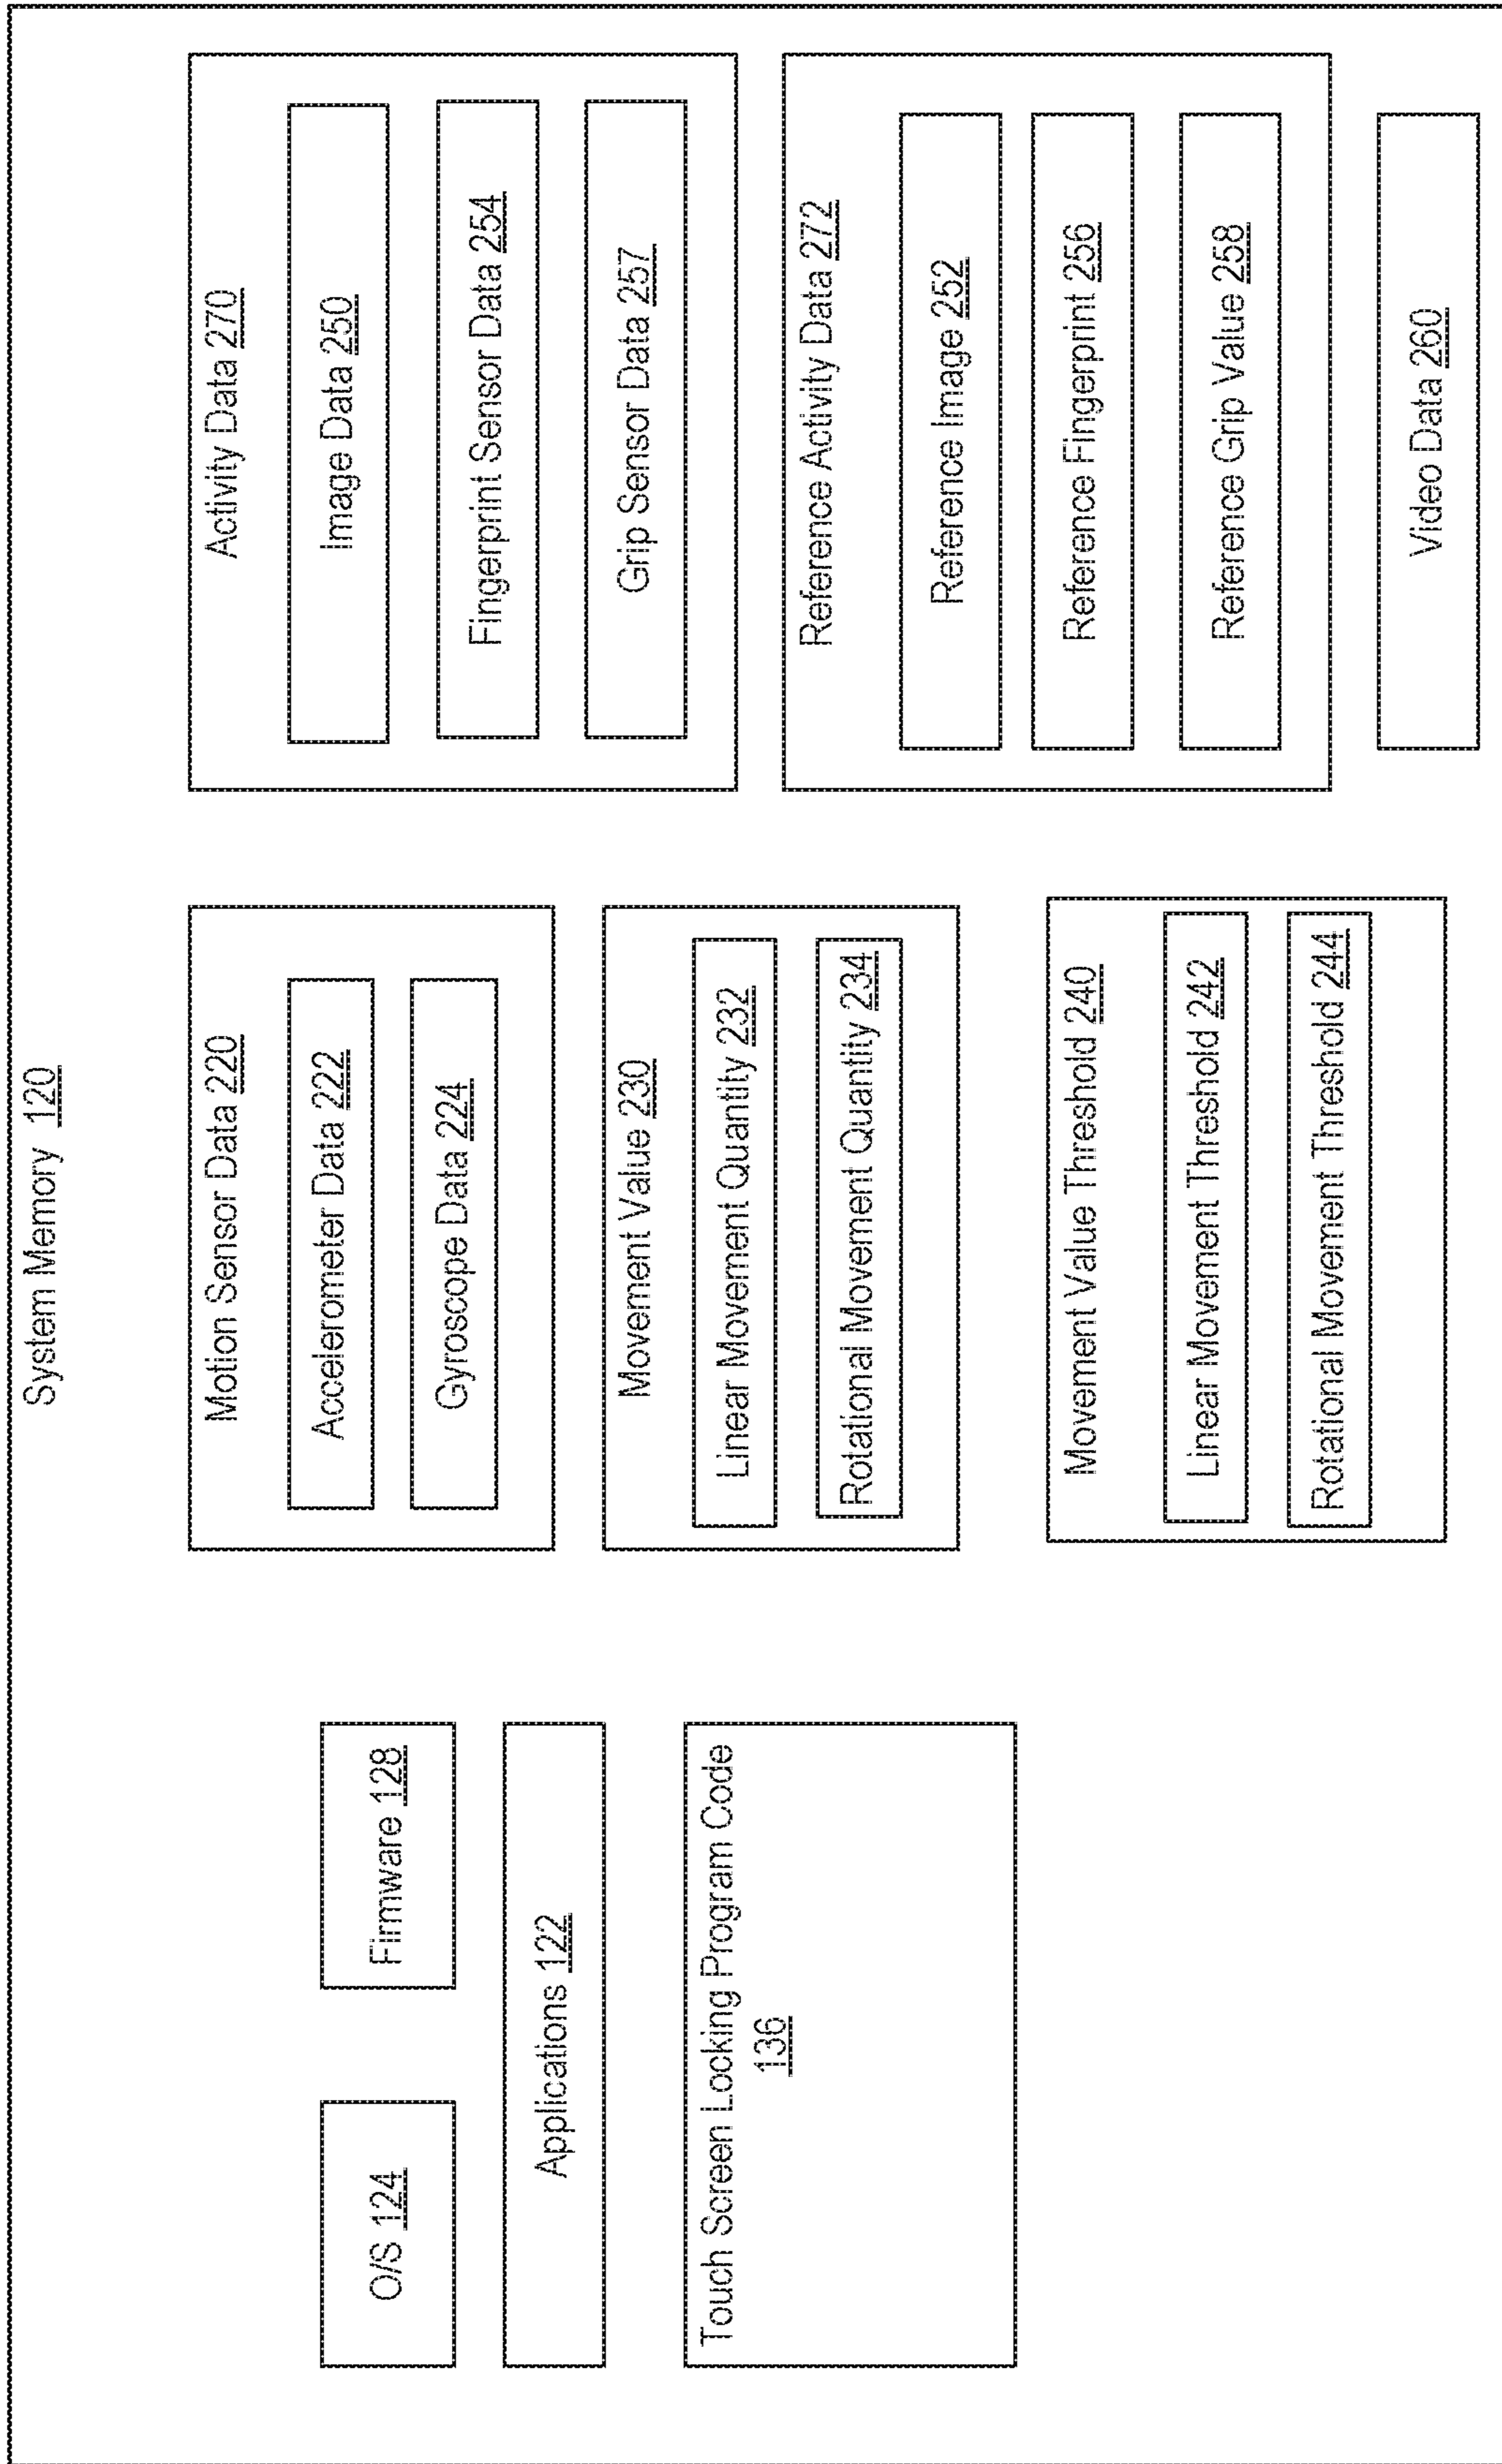 System Memory 120
O/S 124
Firmware 128
Applications 122
Touch Screen Locking Program Code
136
Motion Sensor Data 220
Accelerometer Data 222
Gyroscope Data 224
Movement Value 230
Linear Movement Quantity 232
Rotational Movement Quantity 234
Movement Value Threshold 240
Linear Movement Threshold 242
Rotational Movement Threshold 244
Activity Data 270
Image Data 250
Fingerprint Sensor Data 254
Grip Sensor Data 257
Reference Activity Data 272
Reference Image 252
Reference Fingerprint 256
Reference Grip Value 258
Video Data 260